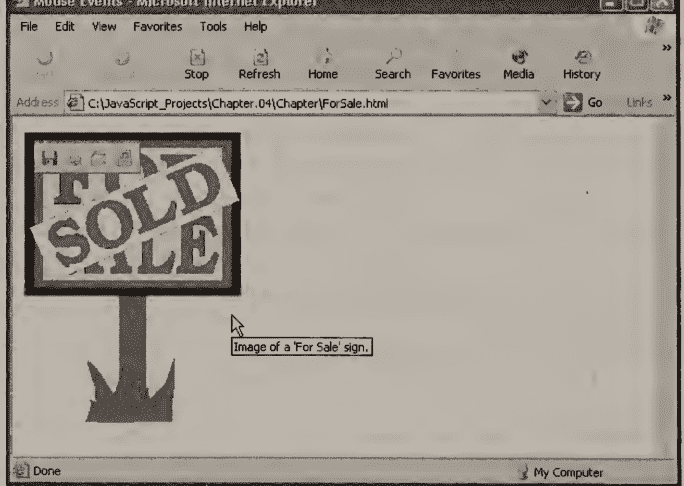 Mouse Events - Microsoft Internet Explorer
File Edit View Favorites Tools Help
Stop Refresh Home Search Favorites Media History »
Address C:\JavaScript_Projects\Chapter.04\Chapter\ForSale.html Go Links »
FOR
SOLD
SALE
Image of a 'For Sale' sign.
Done My Computer